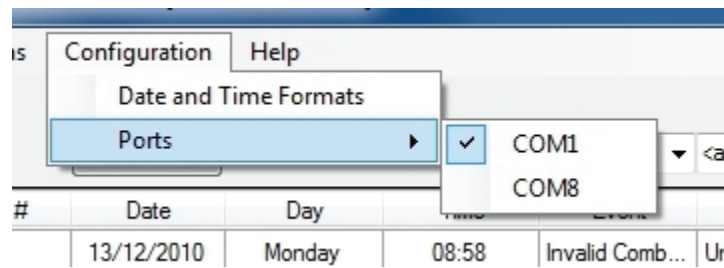 Configuration Help
Date and Time Formats
Ports
COM1
COM8
# Date Day
13/12/2010 Monday 08:58 Invalid Comb...